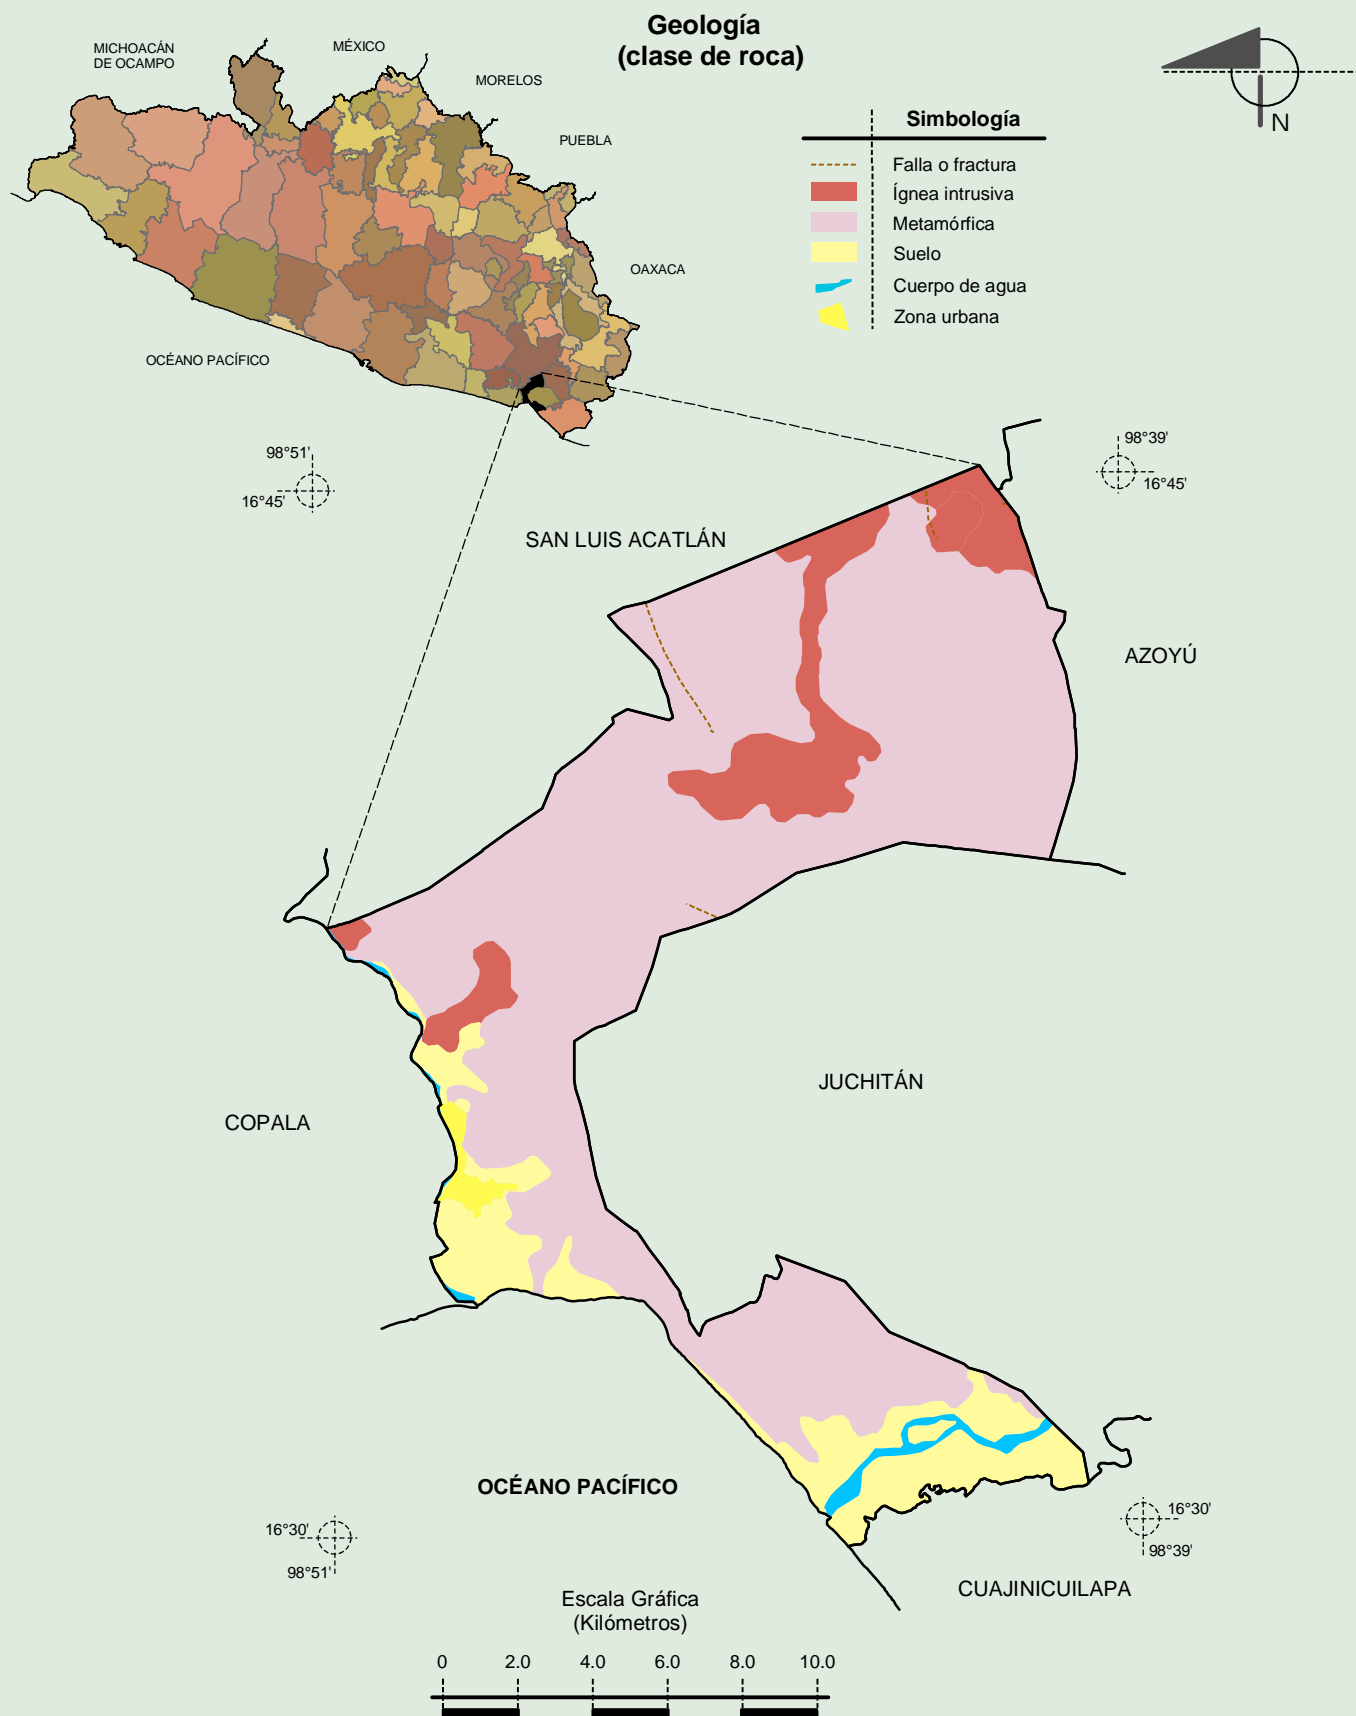 Geología
(clase de roca)
MICHOACÁN
DE OCAMPO
MÉXICO
MORELOS
PUEBLA
OAXACA
OCÉANO PACÍFICO
N
Simbología
Falla o fractura
Ígnea intrusiva
Metamórfica
Suelo
Cuerpo de agua
Zona urbana
98°51'
16°45'
98°39'
16°45'
SAN LUIS ACATLÁN
AZOYÚ
JUCHITÁN
COPALA
OCÉANO PACÍFICO
16°30'
98°51'
16°30'
98°39'
CUAJINICUILAPA
Escala Gráfica
(Kilómetros)
0 2.0 4.0 6.0 8.0 10.0